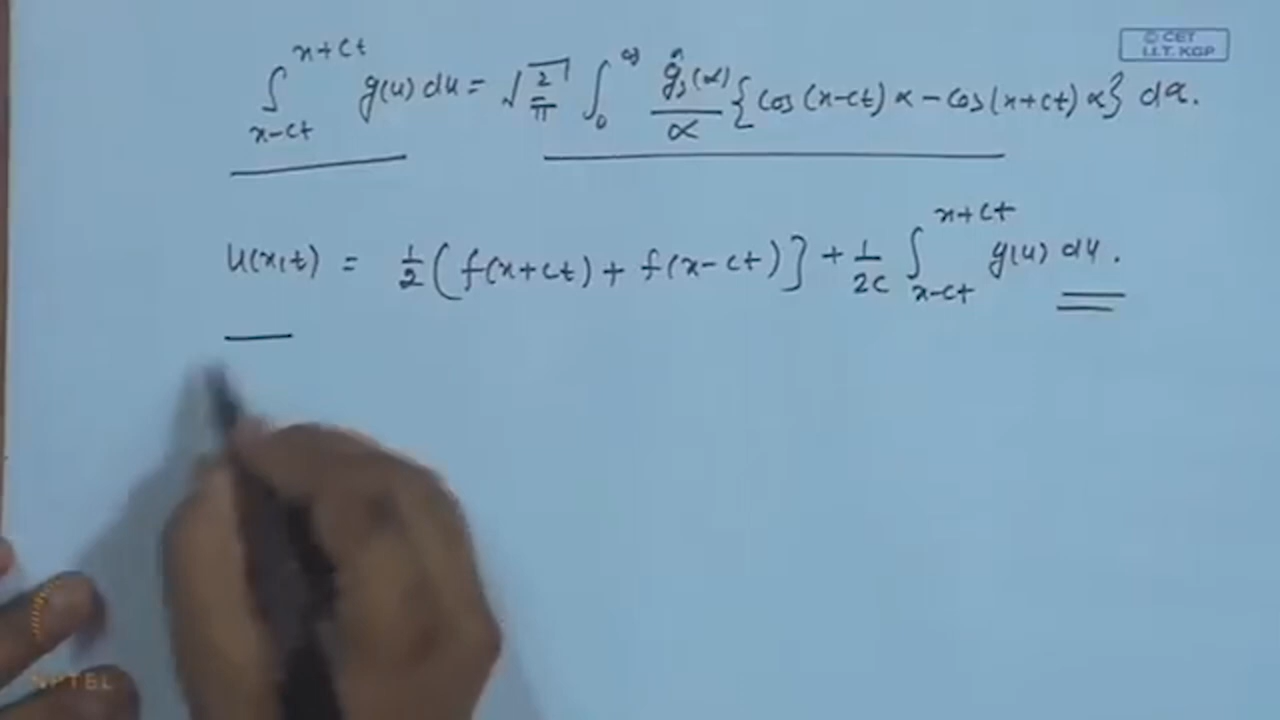 © CET
I.I.T. KGP
∫_{x-ct}^{x+ct} g(u) du = √(2/π) ∫_0^∞ ĝ_s(α)/α {cos(x-ct)α - cos(x+ct)α} dα.
u(x,t) = 1/2 (f(x+ct) + f(x-ct)] + 1/2c ∫_{x-ct}^{x+ct} g(u) du.
NPTEL